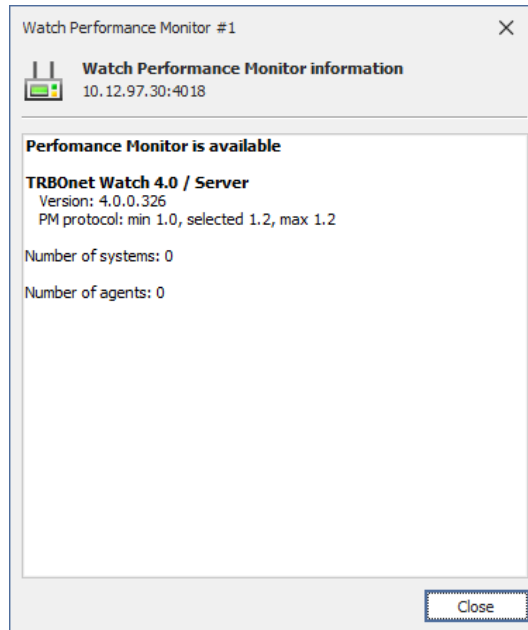 Watch Performance Monitor #1
Watch Performance Monitor information
10.12.97.30:4018
Perfomance Monitor is available
TRBOnet Watch 4.0 / Server
Version: 4.0.0.326
PM protocol: min 1.0, selected 1.2, max 1.2
Number of systems: 0
Number of agents: 0
Close